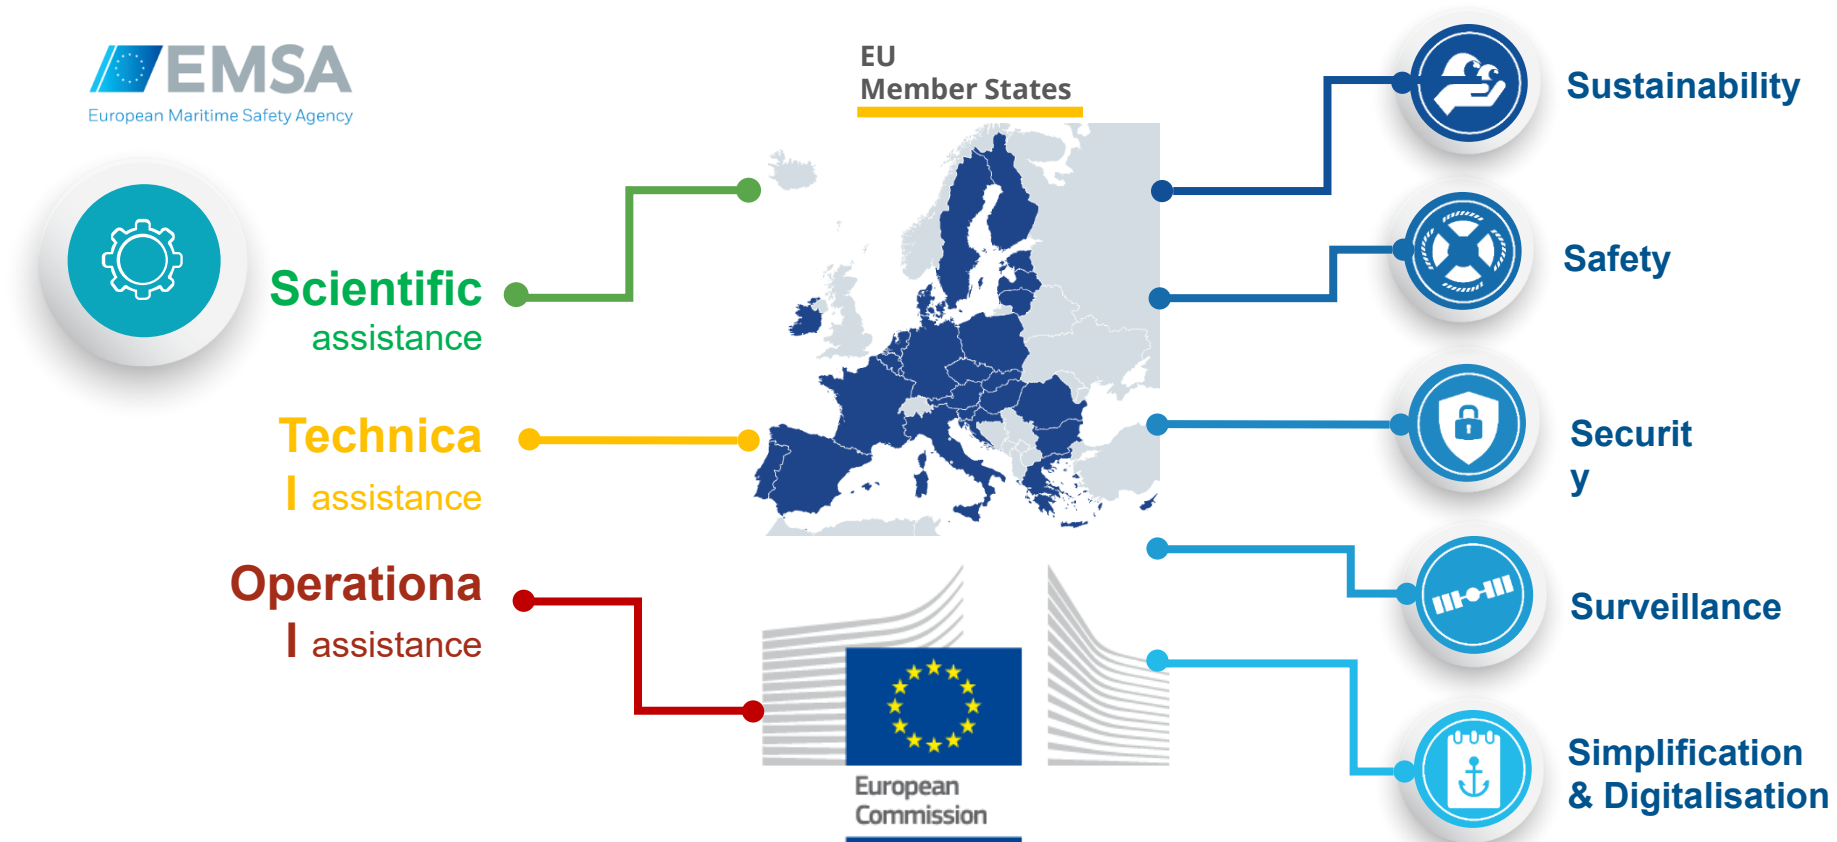 EMSA
European Maritime Safety Agency
EU
Member States
Scientific
assistance
Technica
l assistance
Operationa
l assistance
European
Commission
Sustainability
Safety
Securit
y
Surveillance
Simplification
& Digitalisation